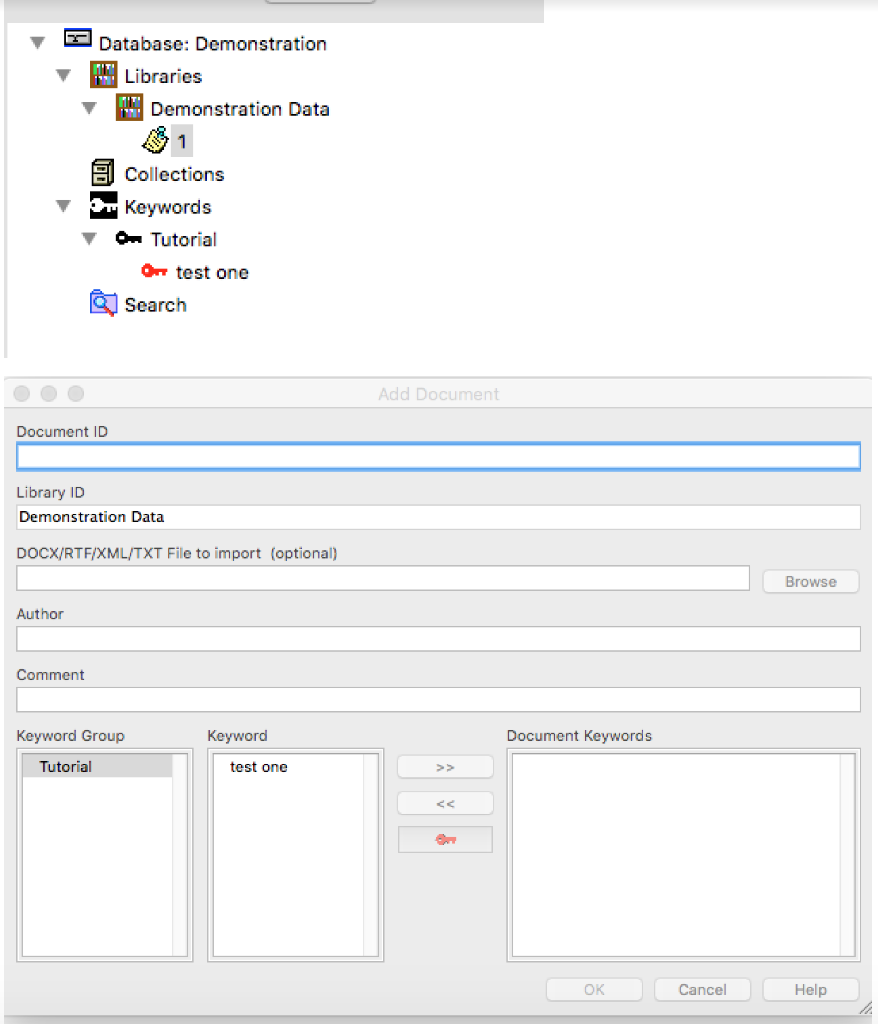 Database: Demonstration
Libraries
Demonstration Data
1
Collections
Keywords
Tutorial
test one
Search
Add Document
Document ID
Library ID
Demonstration Data
DOCX/RTF/XML/TXT File to import (optional)
Browse
Author
Comment
Keyword Group Keyword Document Keywords
Tutorial test one >>
<<
OK Cancel Help